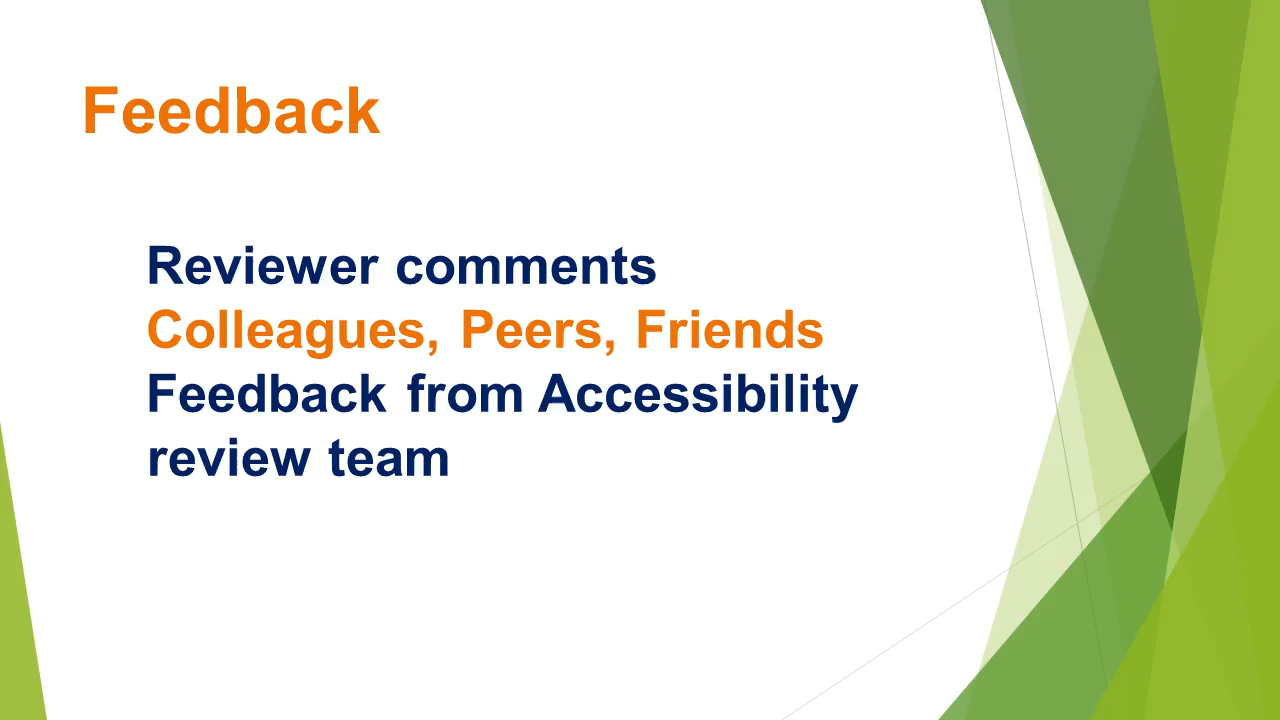 Feedback
Reviewer comments
Colleagues, Peers, Friends
Feedback from Accessibility
review team